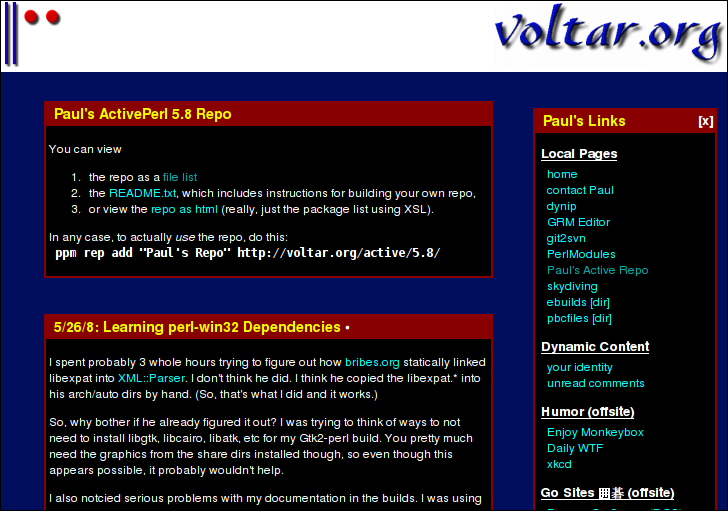 voltar.org
Paul's ActivePerl 5.8 Repo
You can view
1. the repo as a file list
2. the README.txt, which includes instructions for building your own repo,
3. or view the repo as html (really, just the package list using XSL).
In any case, to actually use the repo, do this:
ppm rep add "Paul's Repo" http://voltar.org/active/5.8/
5/26/8: Learning perl-win32 Dependencies •
I spent probably 3 whole hours trying to figure out how bribes.org statically linked
libexpat into XML::Parser. I don't think he did. I think he copied the libexpat.* into
his arch/auto dirs by hand. (So, that's what I did and it works.)
So, why bother if he already figured it out? I was trying to think of ways to not
need to install libgtk, libcairo, libatk, etc for my Gtk2-perl build. You pretty much
need the graphics from the share dirs installed though, so even though this
appears possible, it probably wouldn't help.
I also notcied serious problems with my documentation in the builds. I was using
Paul's Links [x]
Local Pages
home
contact Paul
dynip
GRM Editor
git2svn
PerlModules
Paul's Active Repo
skydiving
ebuilds [dir]
pbcfiles [dir]
Dynamic Content
your identity
unread comments
Humor (offsite)
Enjoy Monkeybox
Daily WTF
xkcd
Go Sites 囲碁 (offsite)